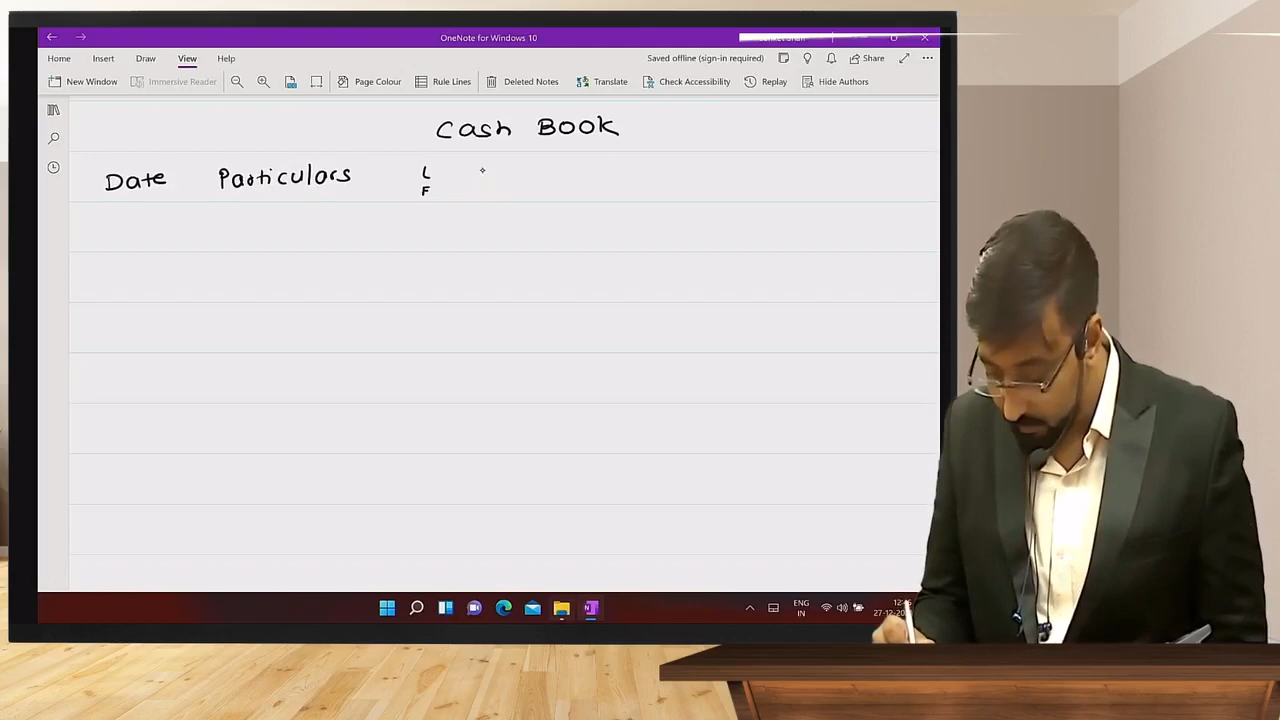 OneNote for Windows 10
Home Insert Draw View Help
Saved offline (sign-in required) Share
New Window Immersive Reader Page Colour Rule Lines Deleted Notes Translate Check Accessibility Replay Hide Authors
Cash Book
Date Particulars L
F
ENG
IN